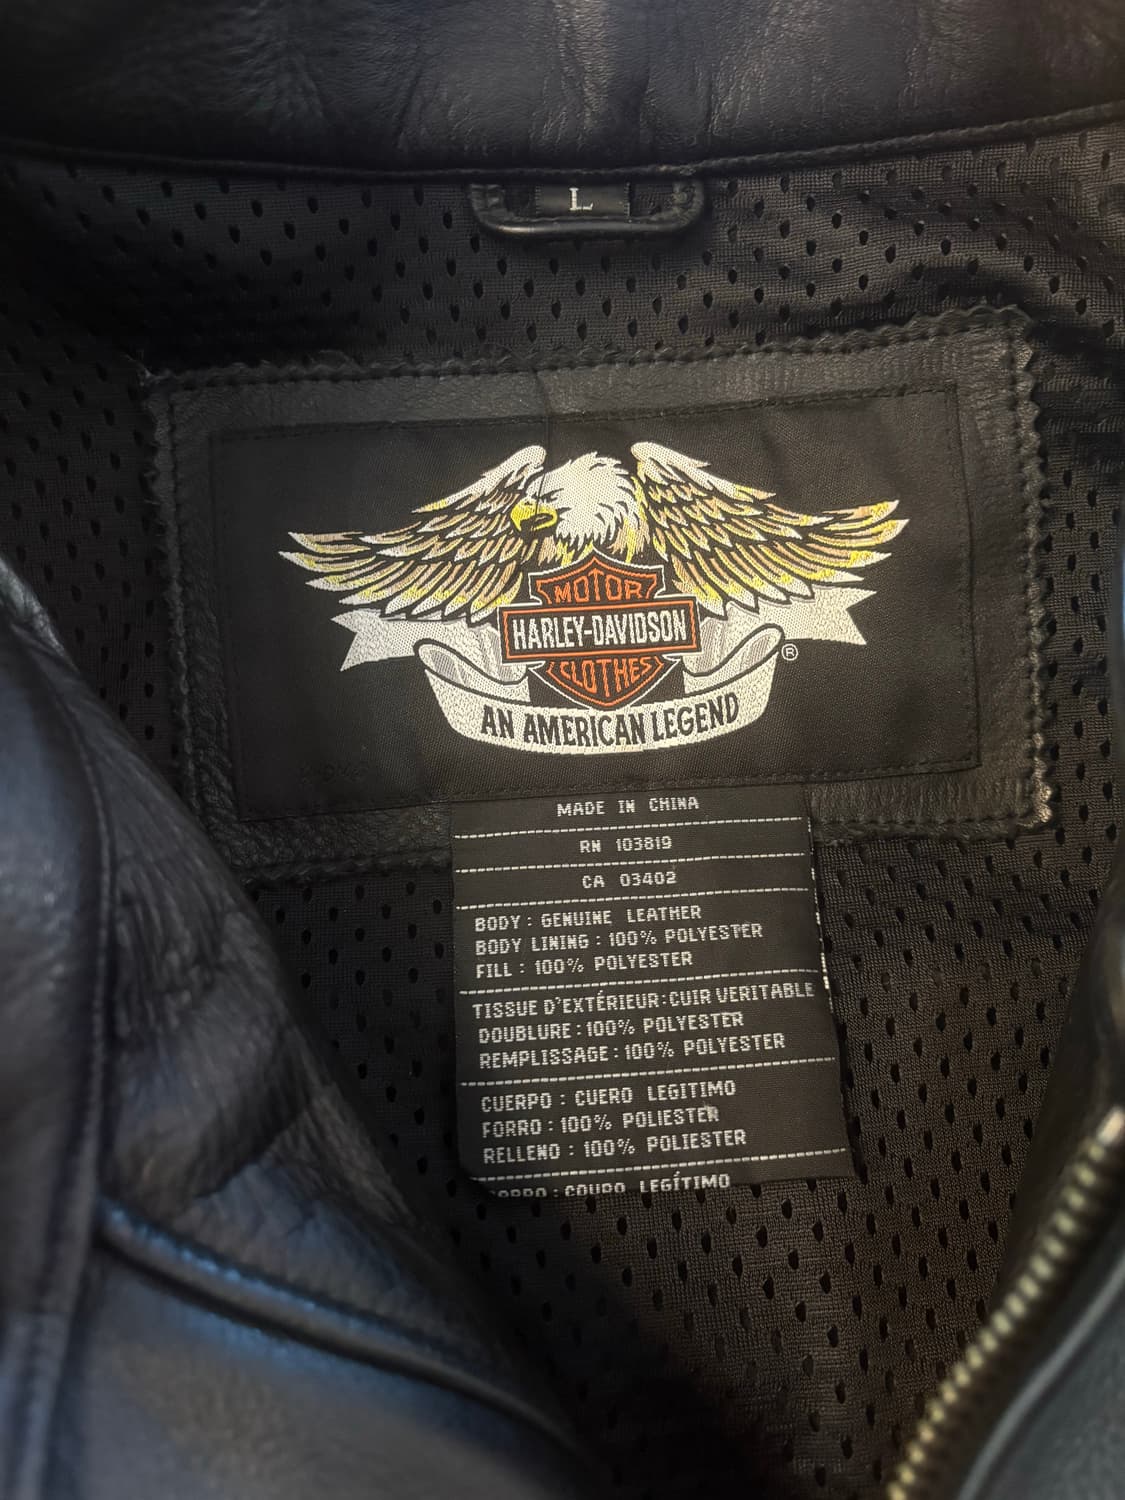 L
MOTOR
HARLEY-DAVIDSON
CLOTHES
®
AN AMERICAN LEGEND
MADE IN CHINA
RN 103819
CA 03402
BODY : GENUINE LEATHER
BODY LINING : 100% POLYESTER
FILL : 100% POLYESTER
TISSUE D'EXTÉRIEUR : CUIR VERITABLE
DOUBLURE : 100% POLYESTER
REMPLISSAGE : 100% POLYESTER
CUERPO : CUERO LEGITIMO
FORRO : 100% POLIESTER
RELLENO : 100% POLIESTER
LEGÍTIMO